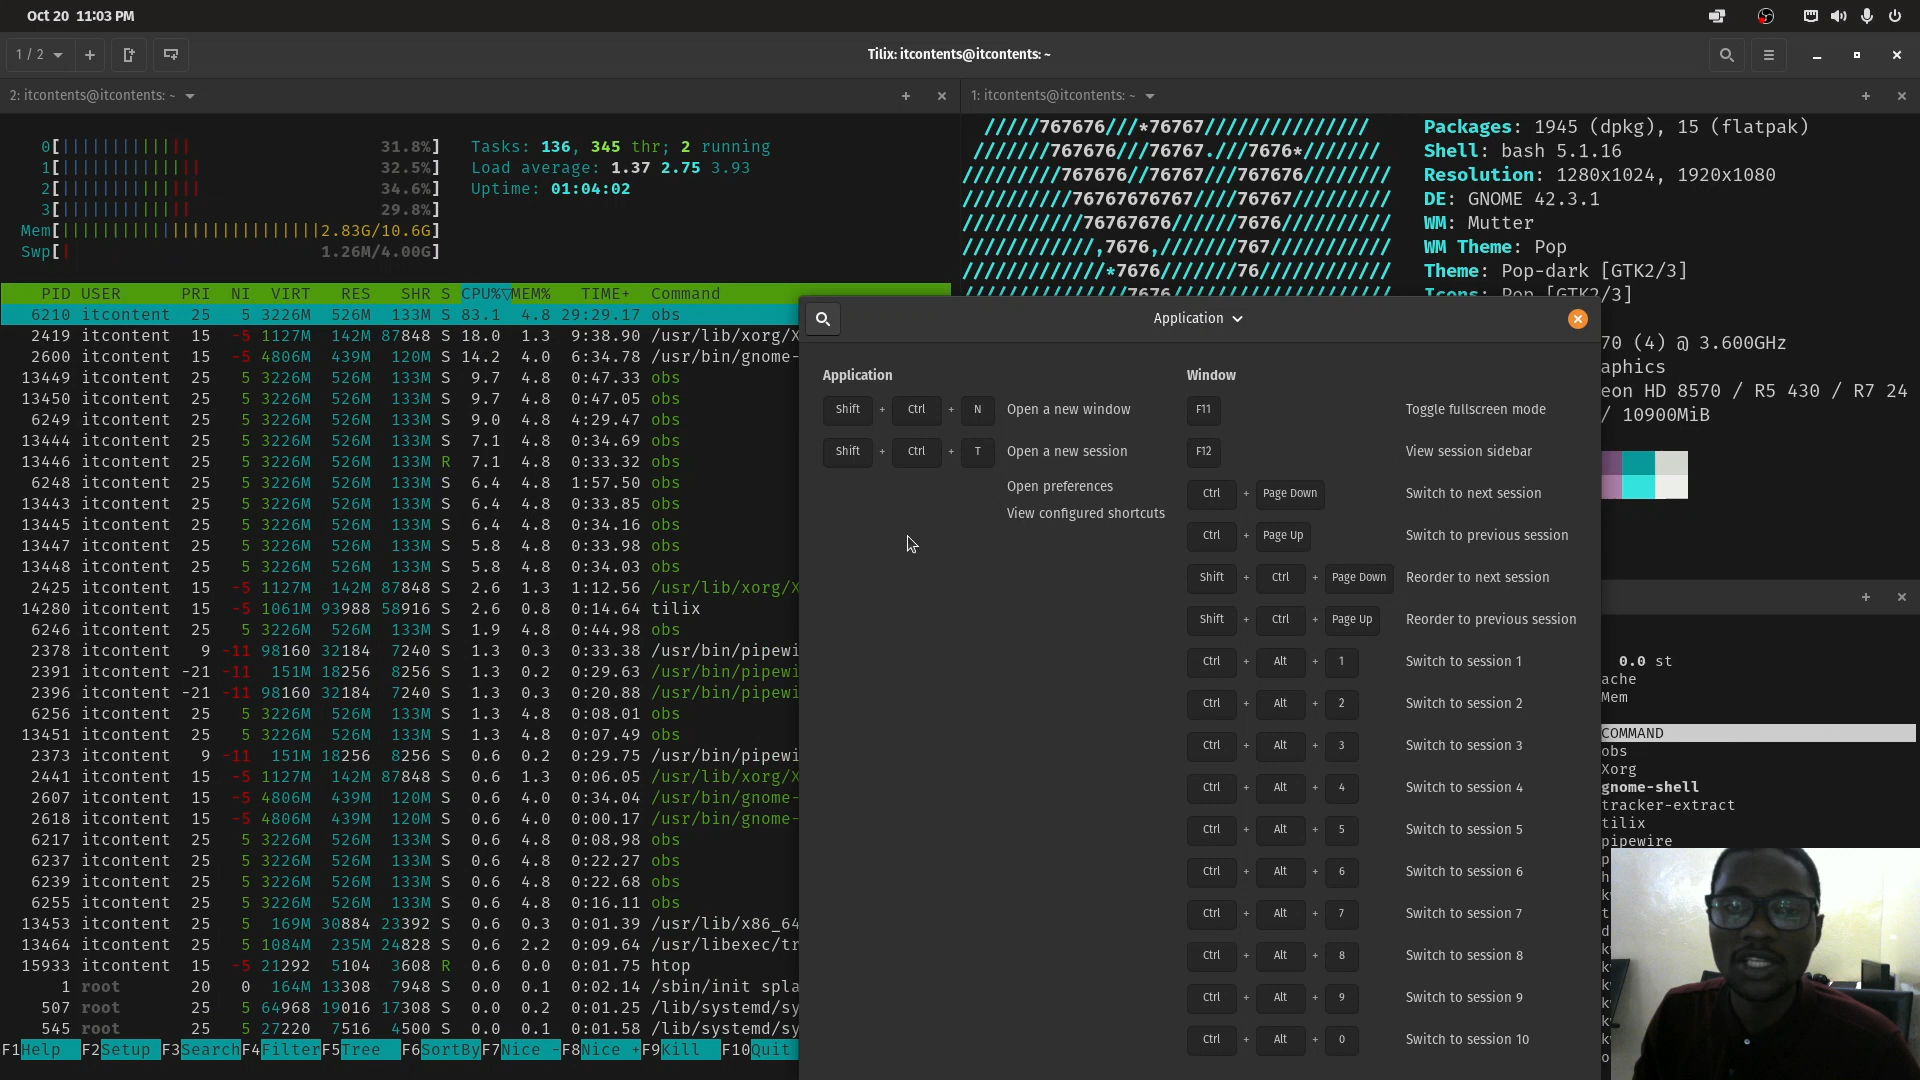 Oct 20 11:03 PM
1 / 2
Tilix: itcontents@itcontents: ~
2: itcontents@itcontents: ~
1: itcontents@itcontents: ~
0[||||||||||||| 31.8%]
1[|||||||||||||| 32.5%]
2[|||||||||||||| 34.6%]
3[||||||||||||| 29.8%]
Mem[||||||||||||||||||||||||||2.83G/10.6G]
Swp[| 1.26M/4.00G]
Tasks: 136, 345 thr; 2 running
Load average: 1.37 2.75 3.93
Uptime: 01:04:02
PID USER PRI NI VIRT RES SHR S CPU%▽MEM% TIME+ Command
6210 itcontent 25 5 3226M 526M 133M S 83.1 4.8 29:29.17 obs
2419 itcontent 15 -5 1127M 142M 87848 S 18.0 1.3 9:38.90 /usr/lib/xorg/X
2600 itcontent 15 -5 4806M 439M 120M S 14.2 4.0 6:34.78 /usr/bin/gnome-
13449 itcontent 25 5 3226M 526M 133M S 9.7 4.8 0:47.33 obs
13450 itcontent 25 5 3226M 526M 133M S 9.7 4.8 0:47.05 obs
6249 itcontent 25 5 3226M 526M 133M S 9.0 4.8 4:29.47 obs
13444 itcontent 25 5 3226M 526M 133M S 7.1 4.8 0:34.69 obs
13446 itcontent 25 5 3226M 526M 133M R 7.1 4.8 0:33.32 obs
6248 itcontent 25 5 3226M 526M 133M S 6.4 4.8 1:57.50 obs
13443 itcontent 25 5 3226M 526M 133M S 6.4 4.8 0:33.85 obs
13445 itcontent 25 5 3226M 526M 133M S 6.4 4.8 0:34.16 obs
13447 itcontent 25 5 3226M 526M 133M S 5.8 4.8 0:33.98 obs
13448 itcontent 25 5 3226M 526M 133M S 5.8 4.8 0:34.03 obs
2425 itcontent 15 -5 1127M 142M 87848 S 2.6 1.3 1:12.56 /usr/lib/xorg/X
14280 itcontent 15 -5 1061M 93988 58916 S 2.6 0.8 0:14.64 tilix
6246 itcontent 25 5 3226M 526M 133M S 1.9 4.8 0:44.98 obs
2378 itcontent 9 -11 98160 32184 7240 S 1.3 0.3 0:33.38 /usr/bin/pipewi
2391 itcontent -21 -11 151M 18256 8256 S 1.3 0.2 0:29.63 /usr/bin/pipewi
2396 itcontent -21 -11 98160 32184 7240 S 1.3 0.3 0:20.88 /usr/bin/pipewi
6256 itcontent 25 5 3226M 526M 133M S 1.3 4.8 0:08.01 obs
13451 itcontent 25 5 3226M 526M 133M S 1.3 4.8 0:07.49 obs
2373 itcontent 9 -11 151M 18256 8256 S 0.6 0.2 0:29.75 /usr/bin/pipewi
2441 itcontent 15 -5 1127M 142M 87848 S 0.6 1.3 0:06.05 /usr/lib/xorg/X
2607 itcontent 15 -5 4806M 439M 120M S 0.6 4.0 0:34.04 /usr/bin/gnome-
2618 itcontent 15 -5 4806M 439M 120M S 0.6 4.0 0:00.17 /usr/bin/gnome-
6217 itcontent 25 5 3226M 526M 133M S 0.6 4.8 0:08.98 obs
6237 itcontent 25 5 3226M 526M 133M S 0.6 4.8 0:22.27 obs
6239 itcontent 25 5 3226M 526M 133M S 0.6 4.8 0:22.68 obs
6255 itcontent 25 5 3226M 526M 133M S 0.6 4.8 0:16.11 obs
13453 itcontent 25 5 169M 30884 23392 S 0.6 0.3 0:01.39 /usr/lib/x86_64
13464 itcontent 25 5 1084M 235M 24828 S 0.6 2.2 0:09.64 /usr/libexec/tr
15933 itcontent 15 -5 21292 5104 3608 R 0.6 0.0 0:01.75 htop
1 root 20 0 164M 13308 7948 S 0.0 0.1 0:02.14 /sbin/init spla
507 root 25 5 64968 19016 17308 S 0.0 0.2 0:01.25 /lib/systemd/sy
545 root 25 5 27220 7516 4500 S 0.0 0.1 0:01.58 /lib/systemd/sy
F1Help F2Setup F3SearchF4FilterF5Tree F6SortByF7Nice -F8Nice +F9Kill F10Quit
/////767676///*76767///////////////
///////767676///76767.///7676*///////
/////////767676//76767///767676////////
//////////76767676767////76767/////////
///////////76767676//////7676//////////
////////////,7676,///////767///////////
/////////////*7676///////76////////////
///////////////7676////////////////////
Packages: 1945 (dpkg), 15 (flatpak)
Shell: bash 5.1.16
Resolution: 1280x1024, 1920x1080
DE: GNOME 42.3.1
WM: Mutter
WM Theme: Pop
Theme: Pop-dark [GTK2/3]
Icons: Pop [GTK2/3]
70 (4) @ 3.600GHz
aphics
eon HD 8570 / R5 430 / R7 24
/ 10900MiB
Application
Application
Shift + Ctrl + N Open a new window
Shift + Ctrl + T Open a new session
Open preferences
View configured shortcuts
Window
F11 Toggle fullscreen mode
F12 View session sidebar
Ctrl + Page Down Switch to next session
Ctrl + Page Up Switch to previous session
Shift + Ctrl + Page Down Reorder to next session
Shift + Ctrl + Page Up Reorder to previous session
Ctrl + Alt + 1 Switch to session 1
Ctrl + Alt + 2 Switch to session 2
Ctrl + Alt + 3 Switch to session 3
Ctrl + Alt + 4 Switch to session 4
Ctrl + Alt + 5 Switch to session 5
Ctrl + Alt + 6 Switch to session 6
Ctrl + Alt + 7 Switch to session 7
Ctrl + Alt + 8 Switch to session 8
Ctrl + Alt + 9 Switch to session 9
Ctrl + Alt + 0 Switch to session 10
0.0 st
ache
Mem
COMMAND
obs
Xorg
gnome-shell
tracker-extract
tilix
pipewire